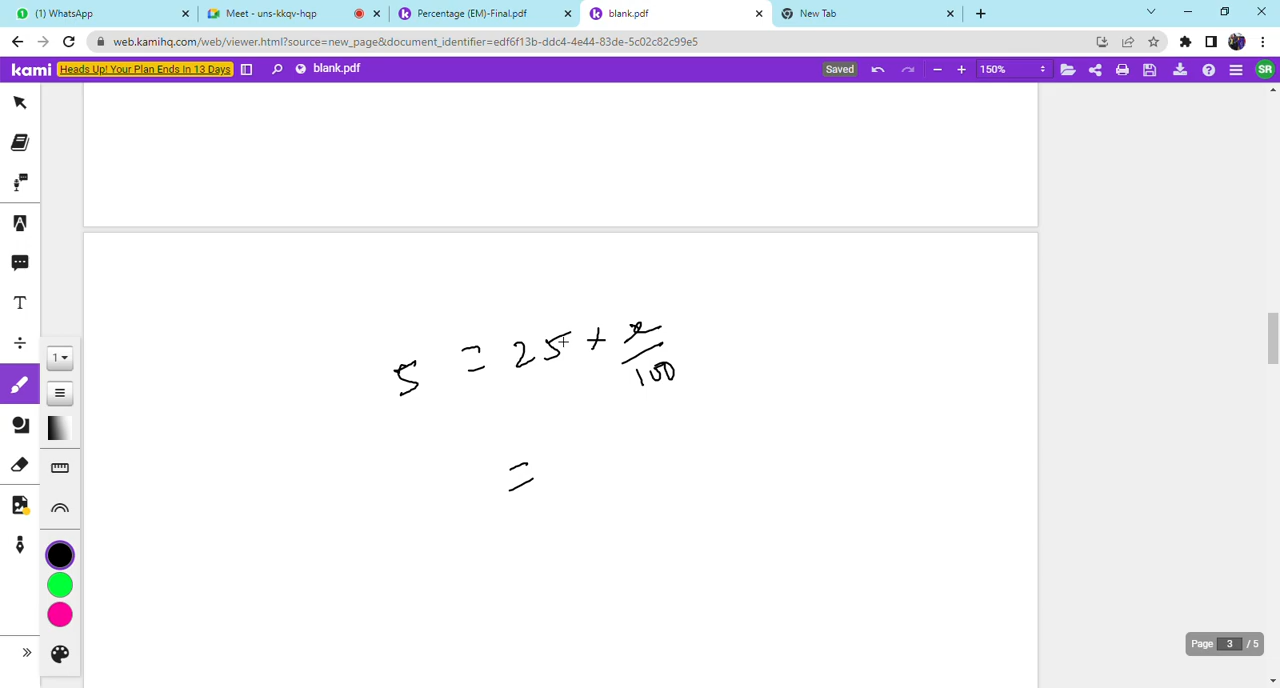 (1) WhatsApp
Meet - uns-kkqv-hqp
Percentage (EM)-Final.pdf
blank.pdf
New Tab
web.kamihq.com/web/viewer.html?source=new_page&document_identifier=edf6f13b-ddc4-4e44-83de-5c02c82c99e5
kami Heads Up! Your Plan Ends In 13 Days blank.pdf Saved 150% SR
5 = 25 + x/100
=
1
Page 3 / 5